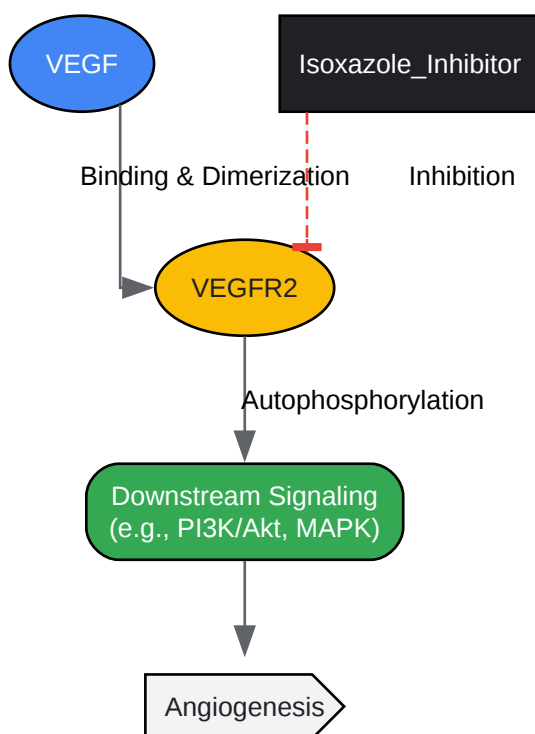 VEGF
Isoxazole_Inhibitor
Binding & Dimerization
Inhibition
VEGFR2
Autophosphorylation
Downstream Signaling
(e.g., PI3K/Akt, MAPK)
Angiogenesis